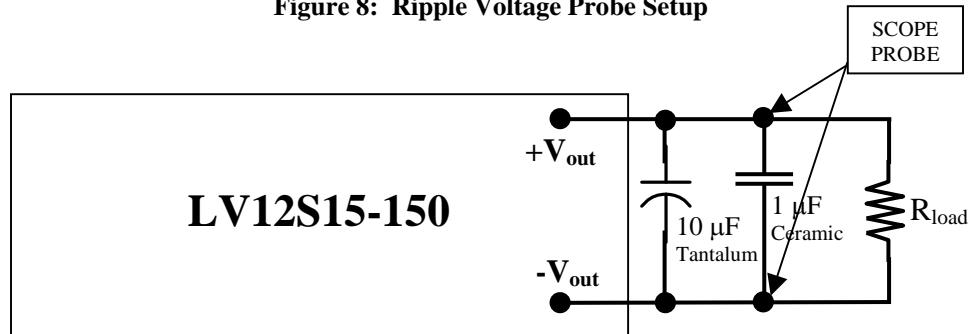 Figure 8: Ripple Voltage Probe Setup
SCOPE
PROBE
+Vout
LV12S15-150
10 μF
Tantalum
1 μF
Ceramic
Rload
-Vout